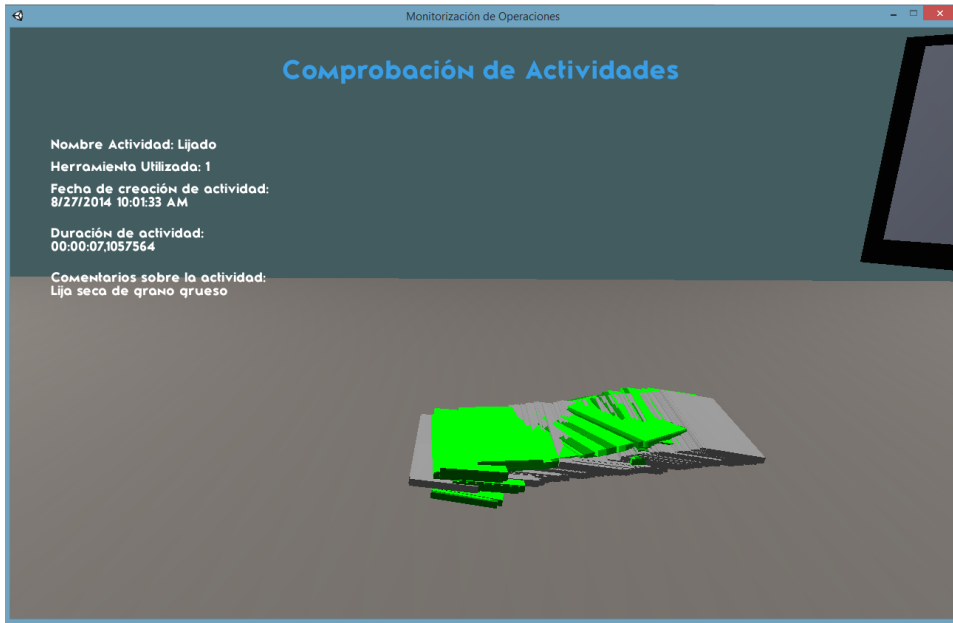 Monitorización de Operaciones
Comprobación de Actividades
Nombre Actividad: Lijado
Herramienta Utilizada: 1
Fecha de creación de actividad:
8/27/2014 10:01:33 AM
Duración de actividad:
00:00:07,1057564
Comentarios sobre la actividad:
Lija seca de grano grueso